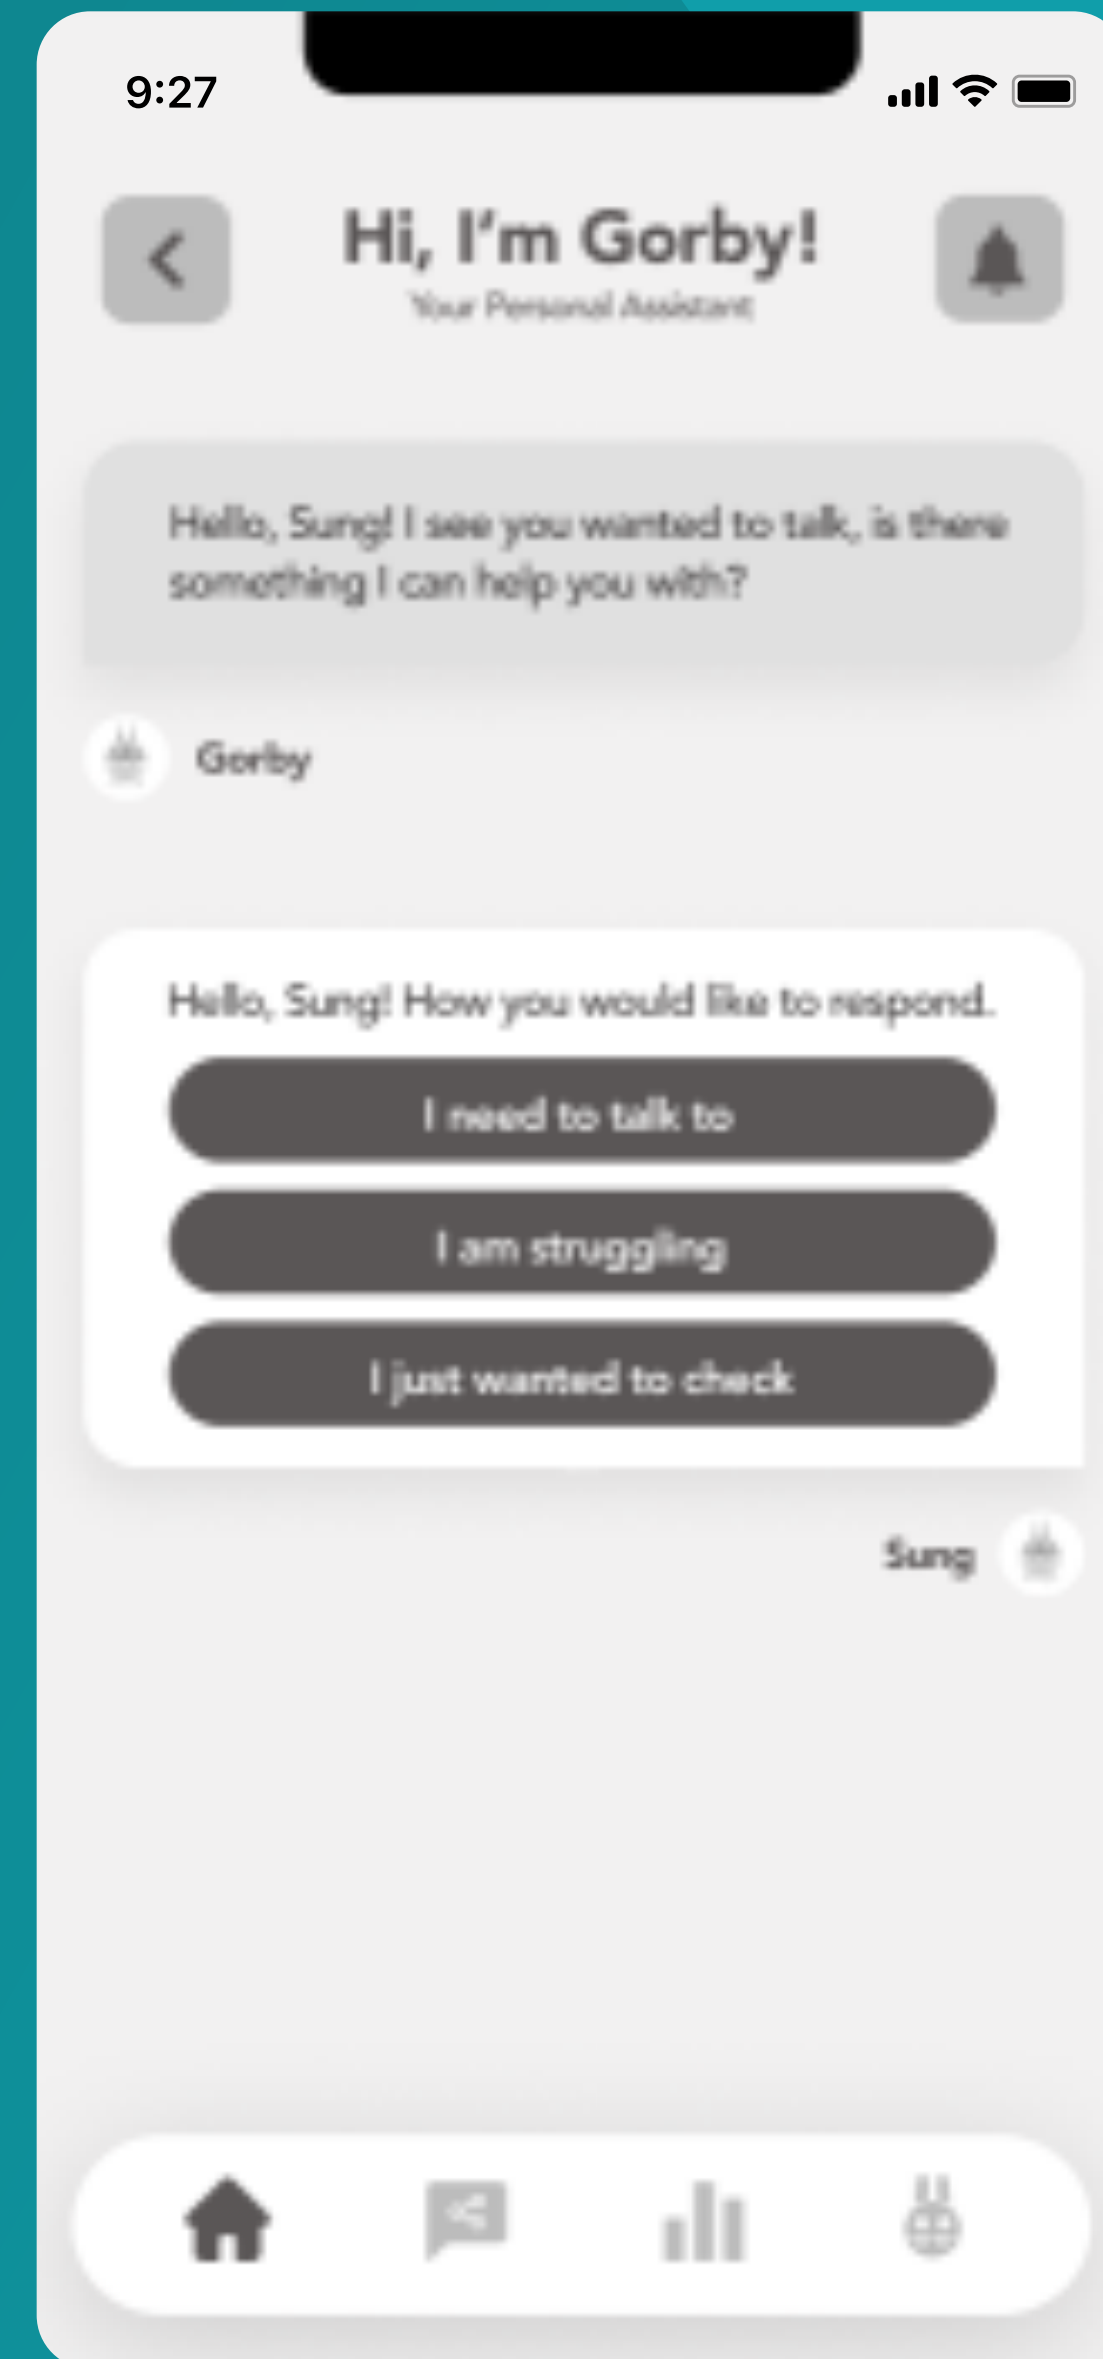 9:27
Hi, I'm Gorby!
Your Personal Assistant
Hello, Sung! I see you wanted to talk, is there
something I can help you with?
Gorby
Hello, Sung! How you would like to respond.
I need to talk to
I am struggling
I just wanted to check
Sung